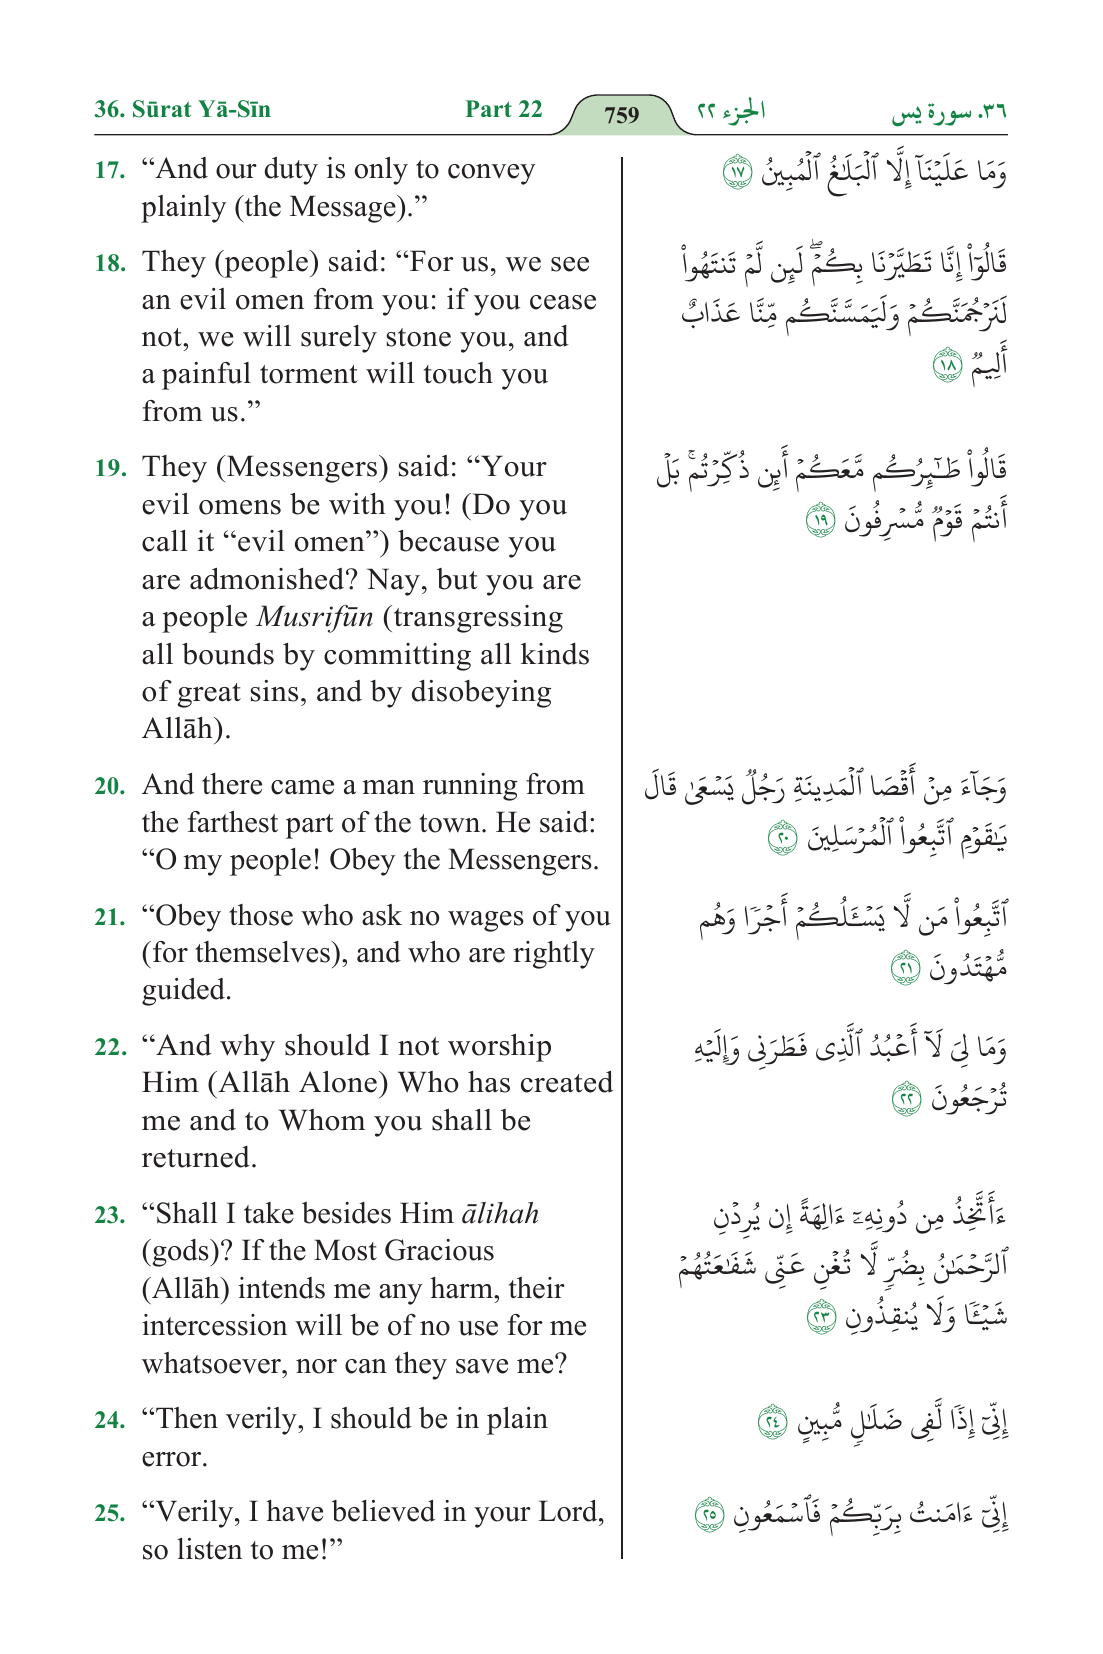 36. Sūrat Yā-Sīn Part 22 759 الجزء ٢٢ ٣٦. سورة يس
17. “And our duty is only to convey
plainly (the Message).”
وَمَا عَلَيۡنَآ إِلَّا ٱلۡبَلَٰغُ ٱلۡمُبِينُ ١٧
18. They (people) said: “For us, we see
an evil omen from you: if you cease
not, we will surely stone you, and
a painful torment will touch you
from us.”
قَالُوٓاْ إِنَّا تَطَيَّرۡنَا بِكُمۡۖ لَئِن لَّمۡ تَنتَهُواْ
لَنَرۡجُمَنَّكُمۡ وَلَيَمَسَّنَّكُم مِّنَّا عَذَابٌ
أَلِيمٞ ١٨
19. They (Messengers) said: “Your
evil omens be with you! (Do you
call it “evil omen”) because you
are admonished? Nay, but you are
a people Musrifūn (transgressing
all bounds by committing all kinds
of great sins, and by disobeying
Allāh).
قَالُواْ طَٰٓئِرُكُم مَّعَكُمۡ أَئِن ذُكِّرۡتُمۚ بَلۡ
أَنتُمۡ قَوۡمٞ مُّسۡرِفُونَ ١٩
20. And there came a man running from
the farthest part of the town. He said:
“O my people! Obey the Messengers.
وَجَآءَ مِنۡ أَقۡصَا ٱلۡمَدِينَةِ رَجُلٞ يَسۡعَىٰ قَالَ
يَٰقَوۡمِ ٱتَّبِعُواْ ٱلۡمُرۡسَلِينَ ٢٠
21. “Obey those who ask no wages of you
(for themselves), and who are rightly
guided.
ٱتَّبِعُواْ مَن لَّا يَسۡـَٔلُكُمۡ أَجۡرٗا وَهُم
مُّهۡتَدُونَ ٢١
22. “And why should I not worship
Him (Allāh Alone) Who has created
me and to Whom you shall be
returned.
وَمَا لِيَ لَآ أَعۡبُدُ ٱلَّذِي فَطَرَنِي وَإِلَيۡهِ
تُرۡجَعُونَ ٢٢
23. “Shall I take besides Him ālihah
(gods)? If the Most Gracious
(Allāh) intends me any harm, their
intercession will be of no use for me
whatsoever, nor can they save me?
ءَأَتَّخِذُ مِن دُونِهِۦٓ ءَالِهَةً إِن يُرِدۡنِ
ٱلرَّحۡمَٰنُ بِضُرّٖ لَّا تُغۡنِ عَنِّي شَفَٰعَتُهُمۡ
شَيۡـٔٗا وَلَا يُنقِذُونِ ٢٣
24. “Then verily, I should be in plain
error.
إِنِّيٓ إِذٗا لَّفِي ضَلَٰلٖ مُّبِينٍ ٢٤
25. “Verily, I have believed in your Lord,
so listen to me!”
إِنِّيٓ ءَامَنتُ بِرَبِّكُمۡ فَٱسۡمَعُونِ ٢٥